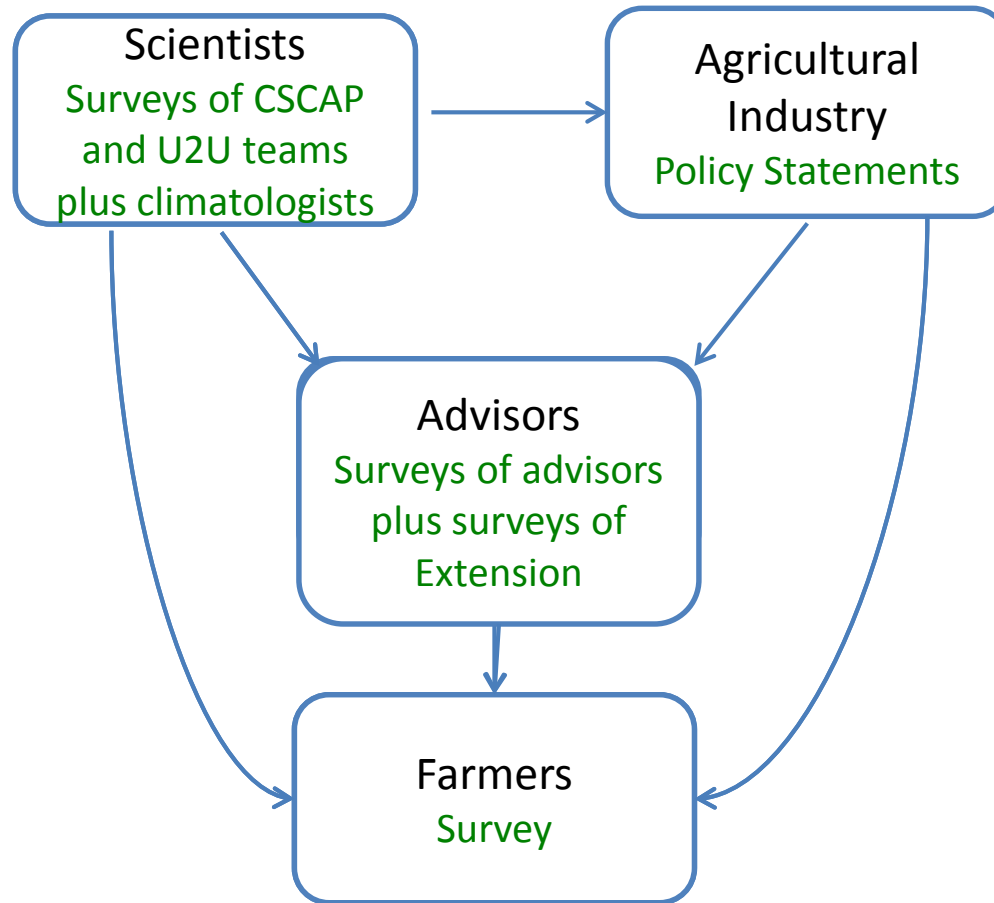 Scientists
Surveys of CSCAP
and U2U teams
plus climatologists
Agricultural
Industry
Policy Statements
Advisors
Surveys of advisors
plus surveys of
Extension
Farmers
Survey